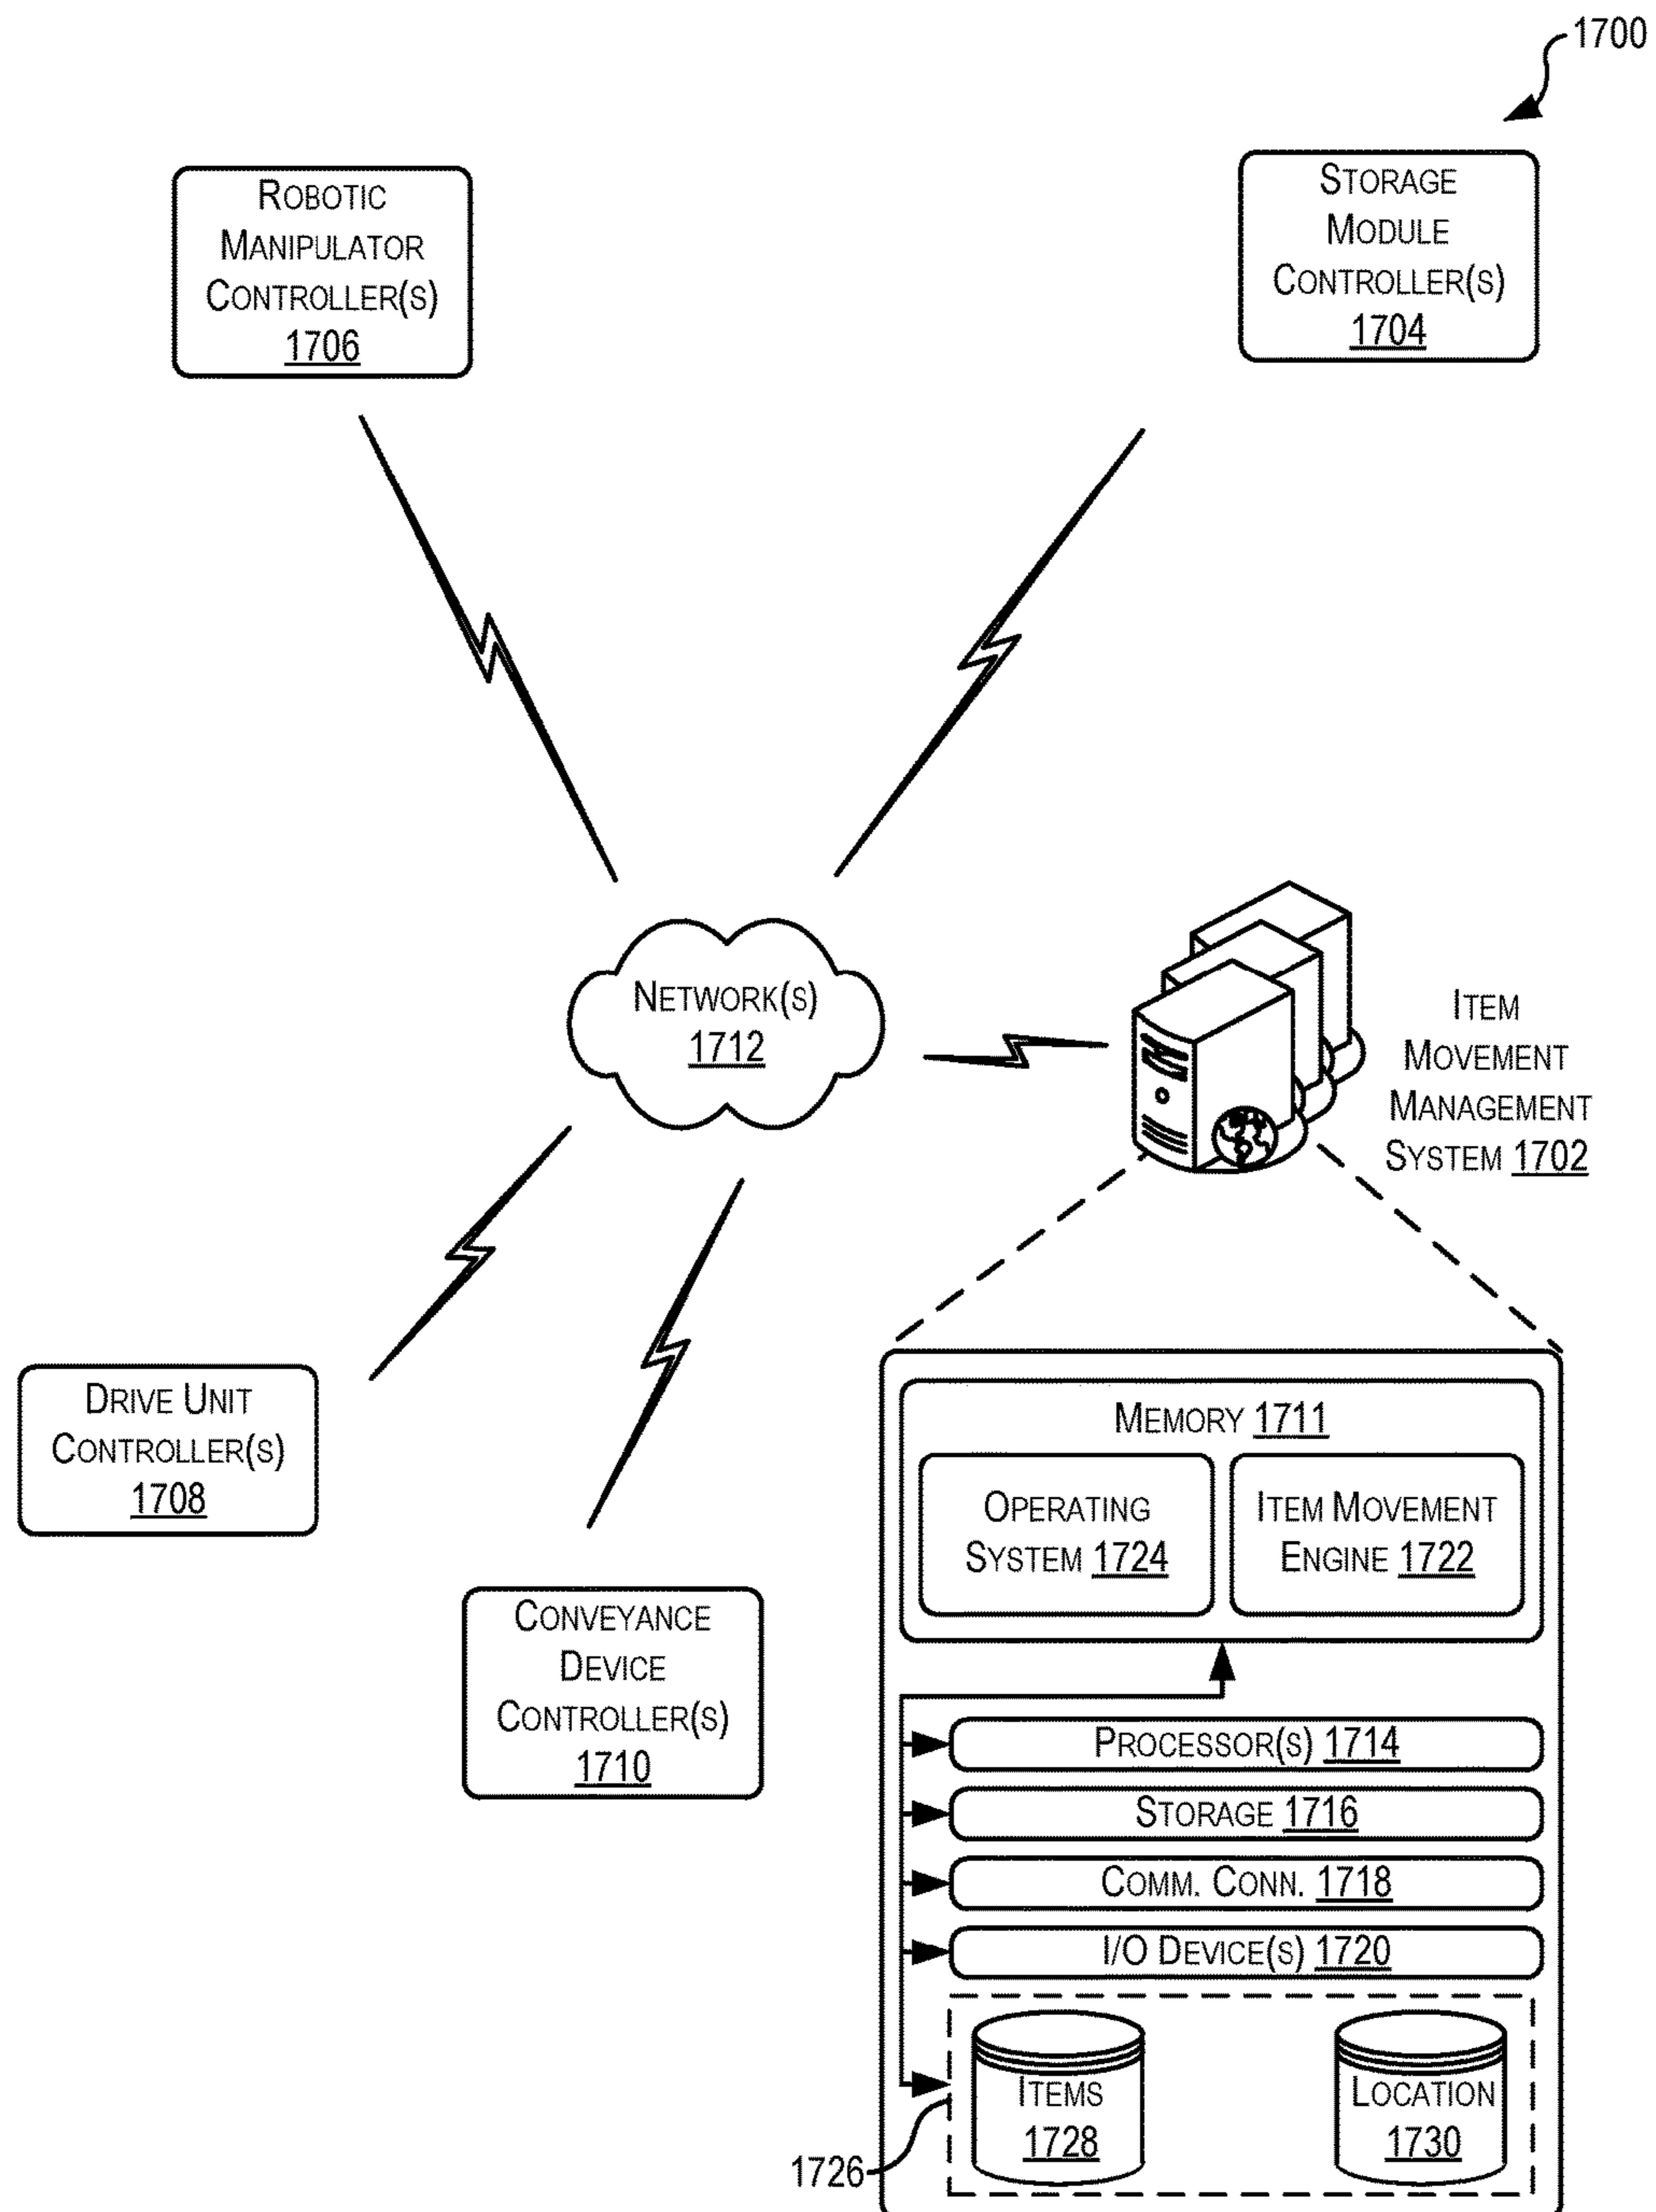 1700
ROBOTIC
MANIPULATOR
CONTROLLER(S)
1706
STORAGE
MODULE
CONTROLLER(S)
1704
NETWORK(S)
1712
ITEM
MOVEMENT
MANAGEMENT
SYSTEM 1702
DRIVE UNIT
CONTROLLER(S)
1708
CONVEYANCE
DEVICE
CONTROLLER(S)
1710
MEMORY 1711
OPERATING
SYSTEM 1724
ITEM MOVEMENT
ENGINE 1722
PROCESSOR(S) 1714
STORAGE 1716
COMM. CONN. 1718
I/O DEVICE(S) 1720
ITEMS
1728
LOCATION
1730
1726